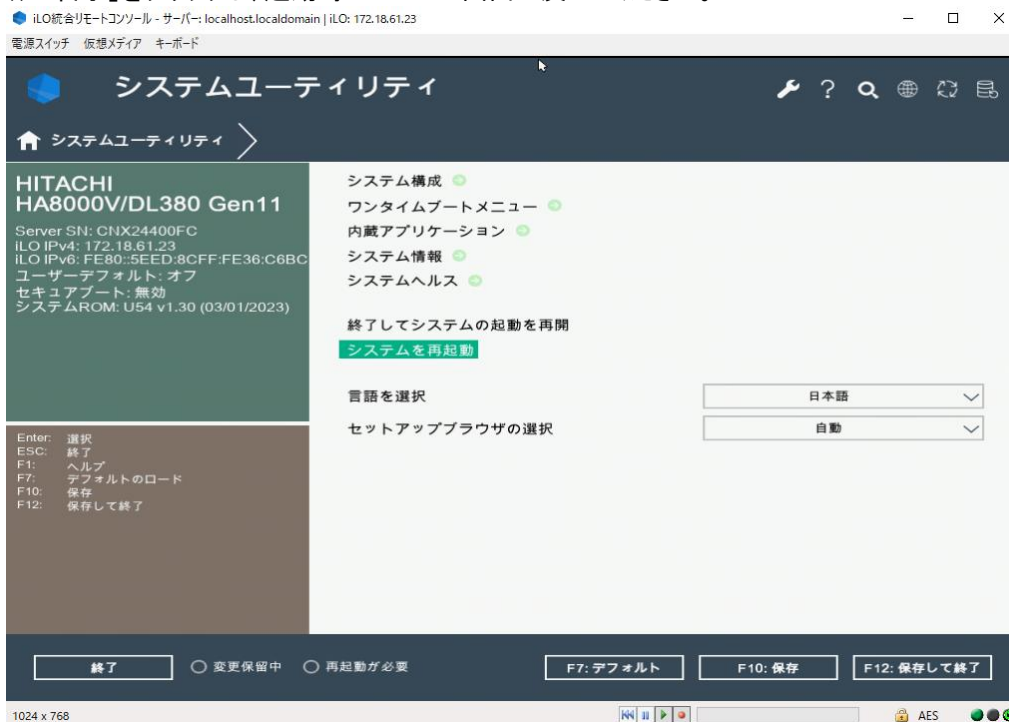 iLO統合リモートコンソール - サーバー: localhost.localdomain | iLO: 172.18.61.23
電源スイッチ 仮想メディア キーボード
システムユーティリティ
システムユーティリティ
HITACHI
HA8000V/DL380 Gen11
Server SN: CNX24400FC
iLO IPv4: 172.18.61.23
iLO IPv6: FE80::5EED:8CFF:FE36:C6BC
ユーザーデフォルト: オフ
セキュアブート: 無効
システムROM: U54 v1.30 (03/01/2023)
Enter: 選択
ESC: 終了
F1: ヘルプ
F7: デフォルトのロード
F10: 保存
F12: 保存して終了
システム構成
ワンタイムブートメニュー
内蔵アプリケーション
システム情報
システムヘルス
終了してシステムの起動を再開
システムを再起動
言語を選択 日本語
セットアップブラウザの選択 自動
終了 変更保留中 再起動が必要 F7: デフォルト F10: 保存 F12: 保存して終了
1024 x 768 AES